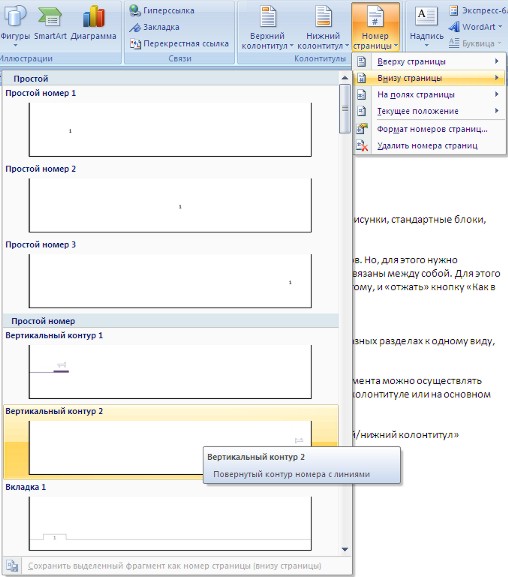 Фигуры SmartArt Диаграмма
Гиперссылка
Закладка
Перекрестная ссылка
Верхний колонтитул
Нижний колонтитул
Номер страницы
Надпись
Экспресс-б
WordArt
Буквица
Иллюстрации
Связи
Колонтитулы
Вверху страницы
Внизу страницы
На полях страницы
Текущее положение
Формат номеров страниц...
Удалить номера страниц
Простой
Простой номер 1
1
Простой номер 2
1
Простой номер 3
1
Простой номер
Вертикальный контур 1
Вертикальный контур 2
Вертикальный контур 2
Повернутый контур номера с линиями
Вкладка 1
1
Сохранить выделенный фрагмент как номер страницы (внизу страницы)
исунки, стандартные блоки,
в. Но, для этого нужно
вязаны между собой. Для этого
тому, и «отжать» кнопку «Как в
зных разделах к одному виду,
мента можно осуществлять
колонтитуле или на основном
й/нижний колонтитул»